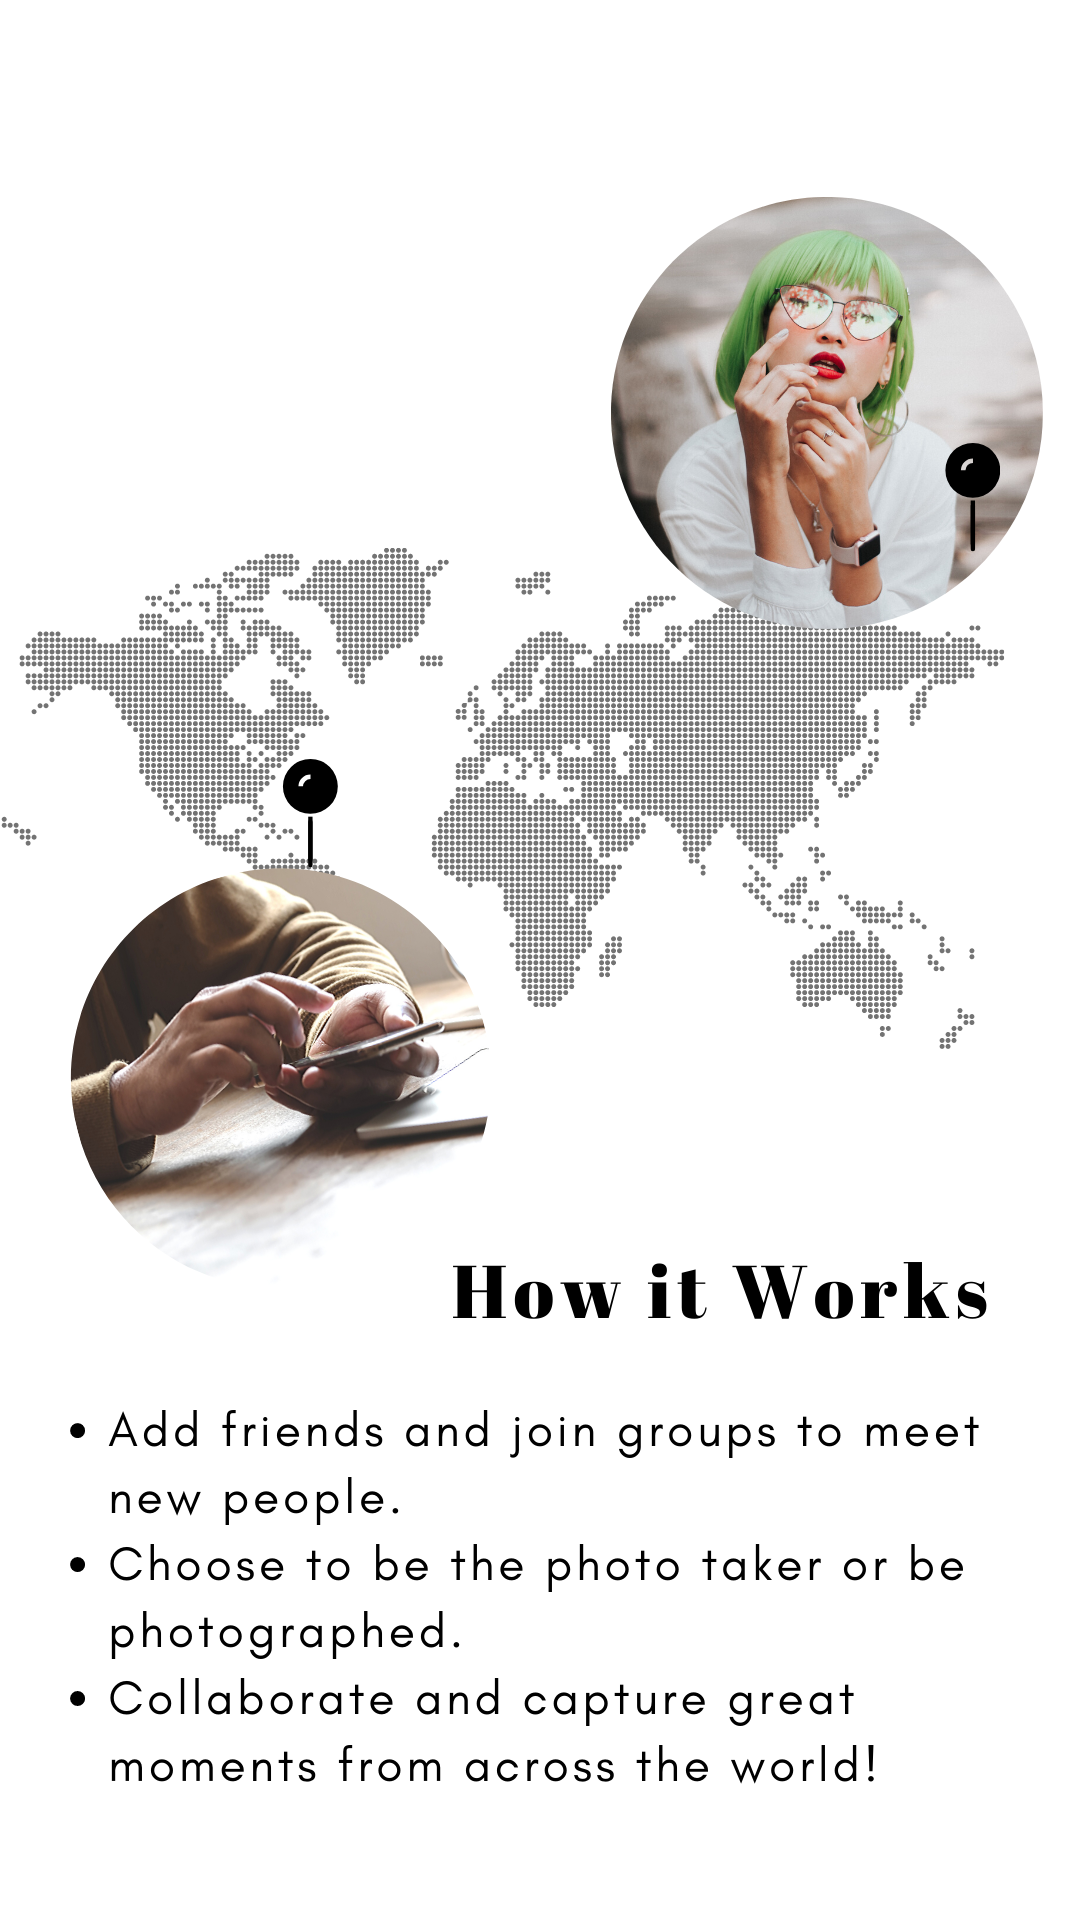 How it Works
• Add friends and join groups to meet
new people.
• Choose to be the photo taker or be
photographed.
• Collaborate and capture great
moments from across the world!